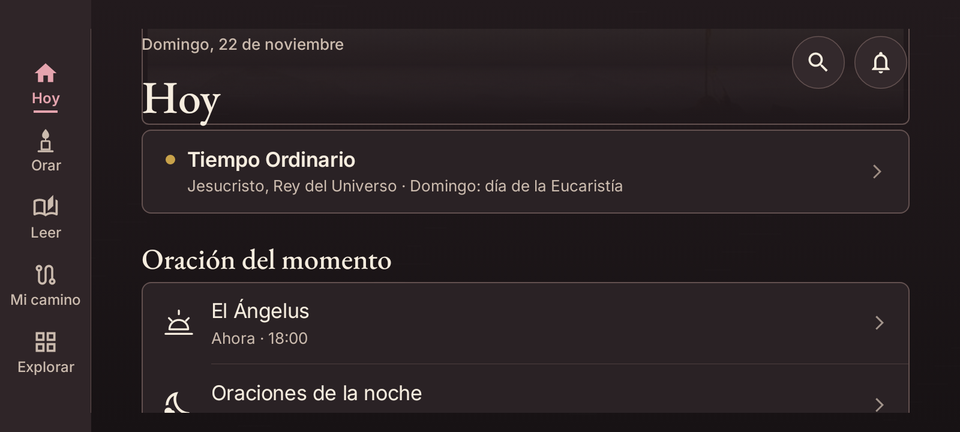 Hoy
Orar
Leer
Mi camino
Explorar
Domingo, 22 de noviembre
Hoy
Tiempo Ordinario
Jesucristo, Rey del Universo · Domingo: día de la Eucaristía
Oración del momento
El Ángelus
Ahora · 18:00
Oraciones de la noche